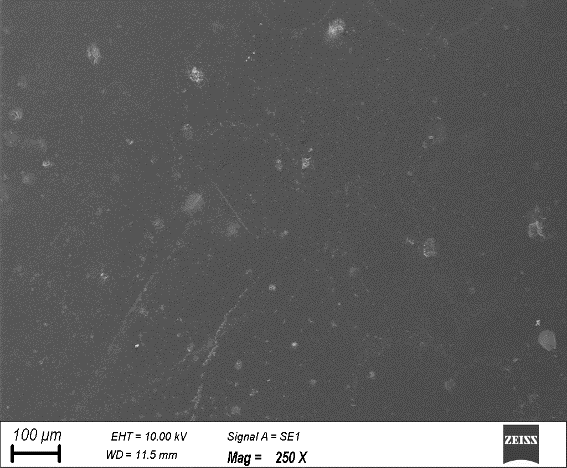 100 µm
EHT = 10.00 kV
WD = 11.5 mm
Signal A = SE1
Mag = 250 X
ZEISS